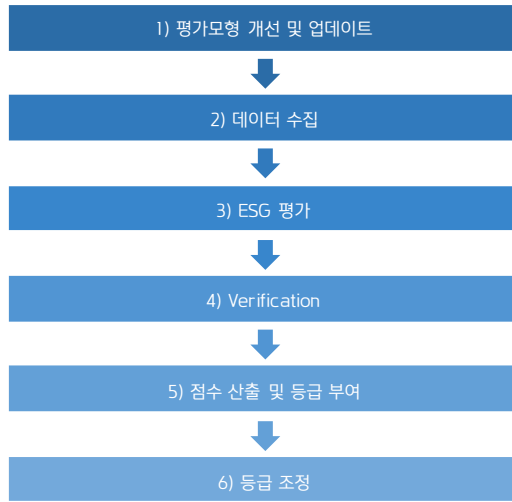 1) 평가모형 개선 및 업데이트
2) 데이터 수집
3) ESG 평가
4) Verification
5) 점수 산출 및 등급 부여
6) 등급 조정